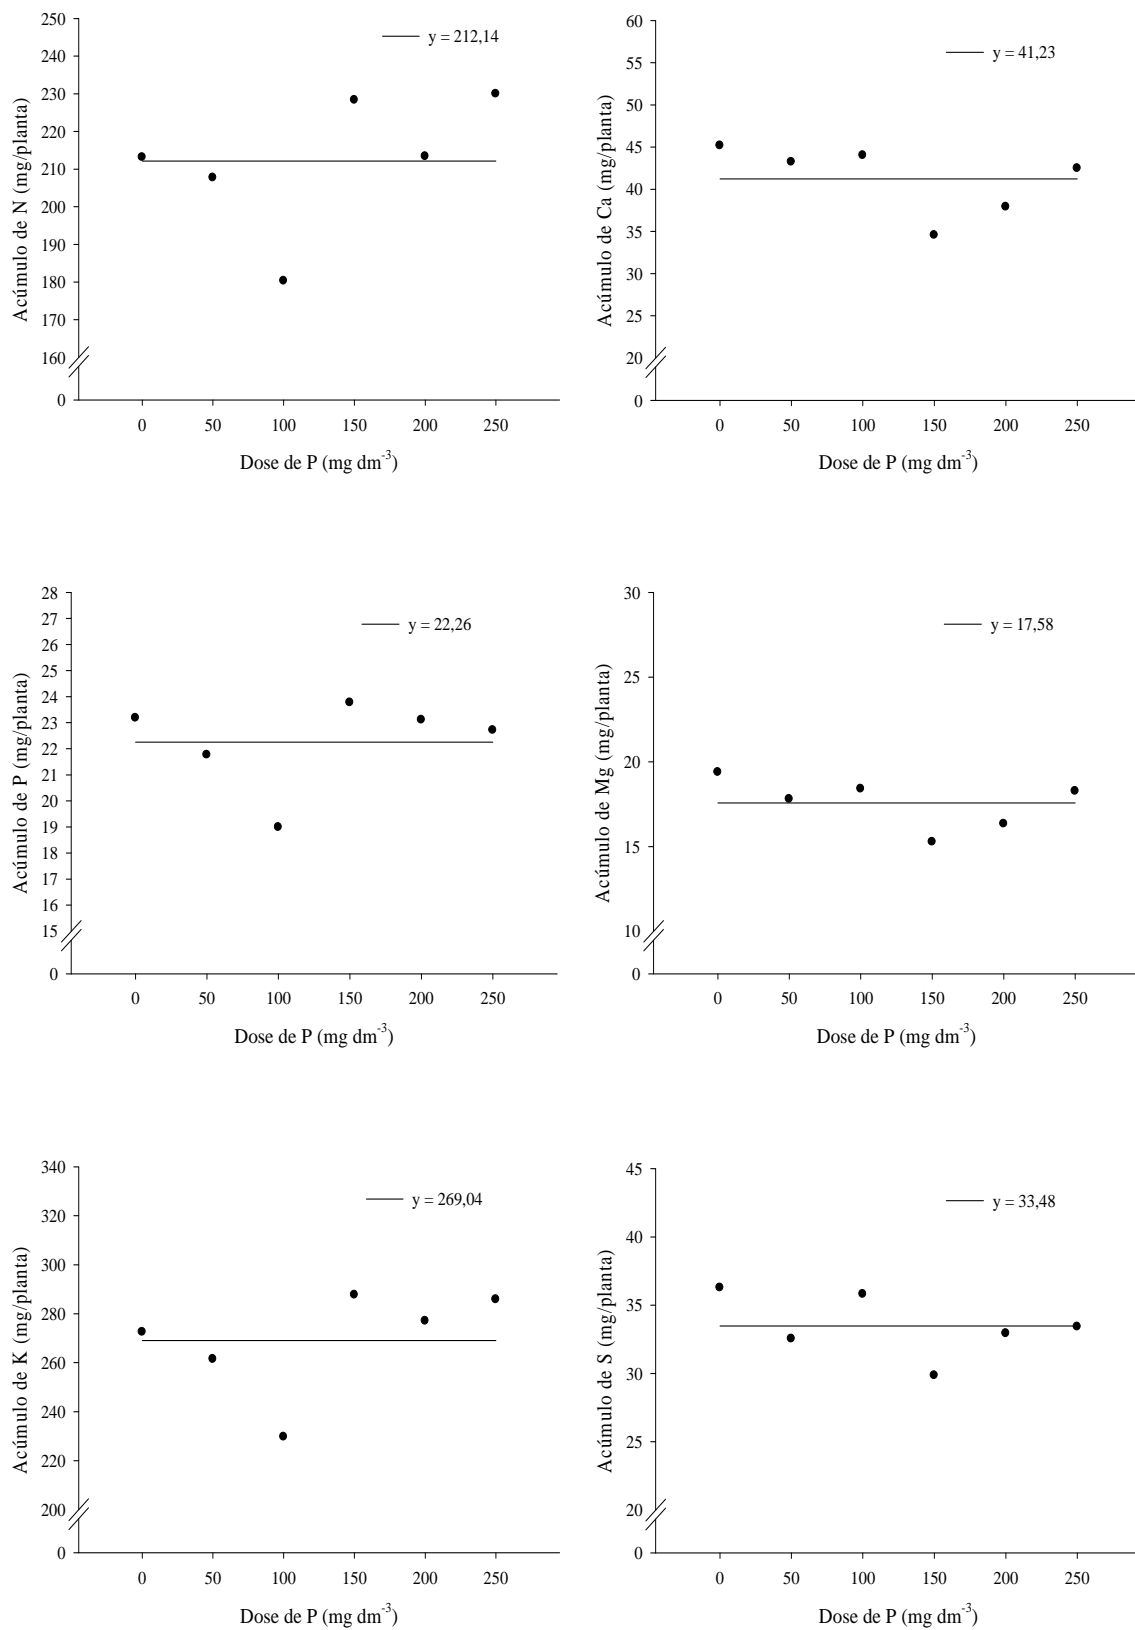 Acúmulo de N (mg/planta)
250
240
230
220
210
200
190
180
170
160
0
y = 212,14
0 50 100 150 200 250
Dose de P (mg dm⁻³)
Acúmulo de Ca (mg/planta)
60
55
50
45
40
35
30
25
20
0
y = 41,23
0 50 100 150 200 250
Dose de P (mg dm⁻³)
Acúmulo de P (mg/planta)
28
27
26
25
24
23
22
21
20
19
18
17
16
15
0
y = 22,26
0 50 100 150 200 250
Dose de P (mg dm⁻³)
Acúmulo de Mg (mg/planta)
30
25
20
15
10
0
y = 17,58
0 50 100 150 200 250
Dose de P (mg dm⁻³)
Acúmulo de K (mg/planta)
340
320
300
280
260
240
220
200
0
y = 269,04
0 50 100 150 200 250
Dose de P (mg dm⁻³)
Acúmulo de S (mg/planta)
45
40
35
30
25
20
0
y = 33,48
0 50 100 150 200 250
Dose de P (mg dm⁻³)